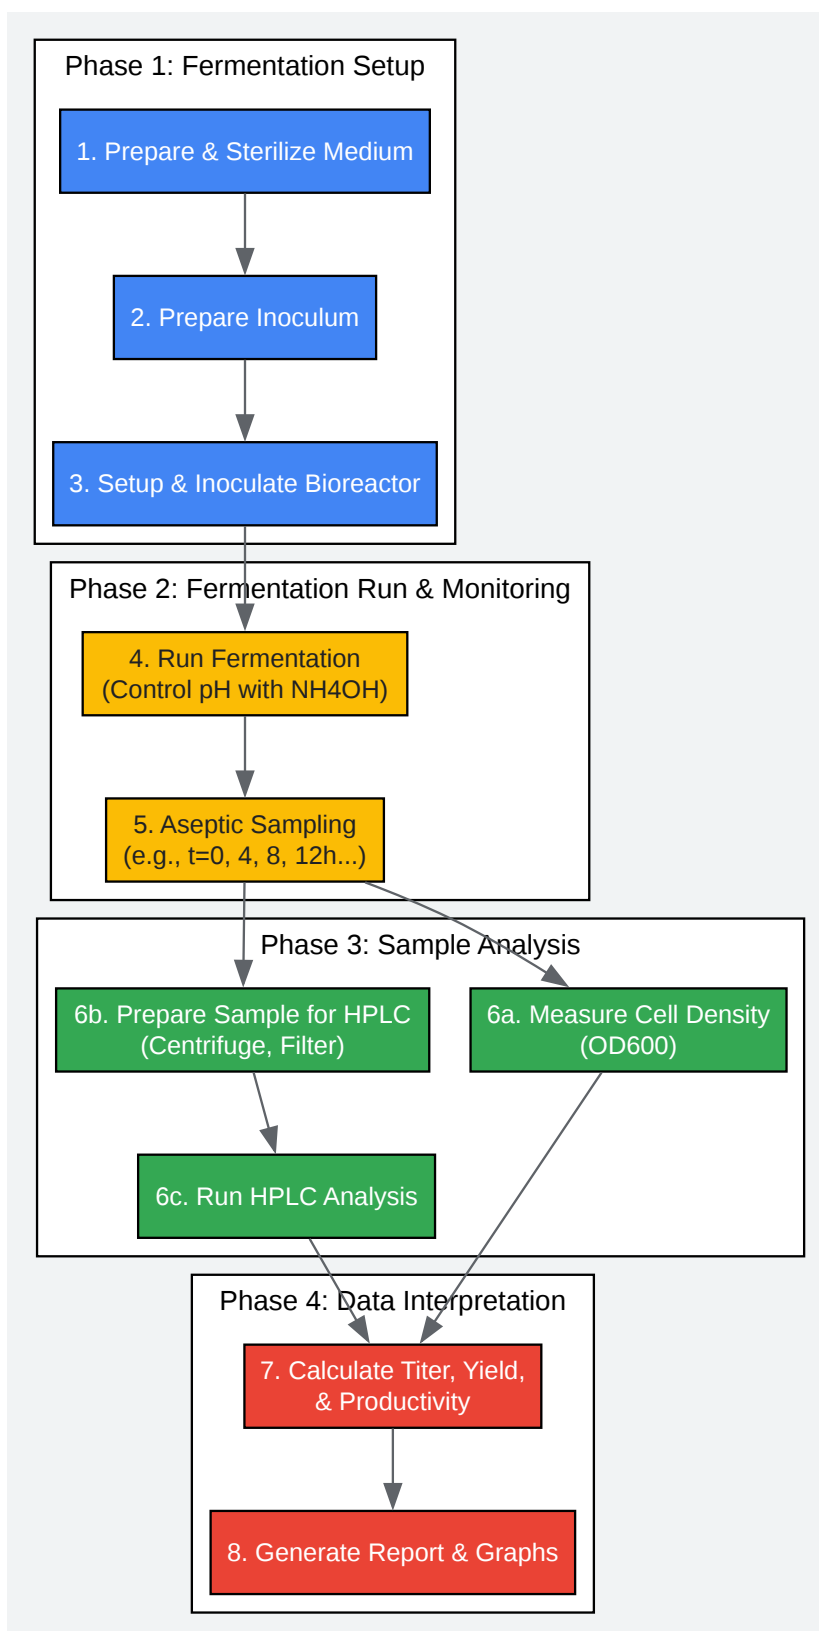 Phase 1: Fermentation Setup
1. Prepare & Sterilize Medium
2. Prepare Inoculum
3. Setup & Inoculate Bioreactor
Phase 2: Fermentation Run & Monitoring
4. Run Fermentation
(Control pH with NH4OH)
5. Aseptic Sampling
(e.g., t=0, 4, 8, 12h...)
Phase 3: Sample Analysis
6b. Prepare Sample for HPLC
(Centrifuge, Filter)
6a. Measure Cell Density
(OD600)
6c. Run HPLC Analysis
Phase 4: Data Interpretation
7. Calculate Titer, Yield,
& Productivity
8. Generate Report & Graphs